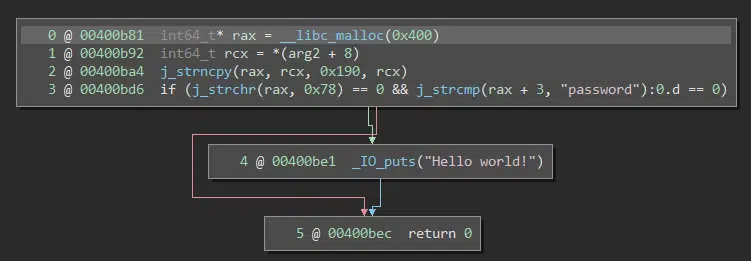 0 @ 00400b81  int64_t* rax = __libc_malloc(0x400)
1 @ 00400b92  int64_t rcx = *(arg2 + 8)
2 @ 00400ba4  j_strncpy(rax, rcx, 0x190, rcx)
3 @ 00400bd6  if (j_strchr(rax, 0x78) == 0 && j_strcmp(rax + 3, "password"):0.d == 0)
4 @ 00400be1  _IO_puts("Hello world!")
5 @ 00400bec  return 0